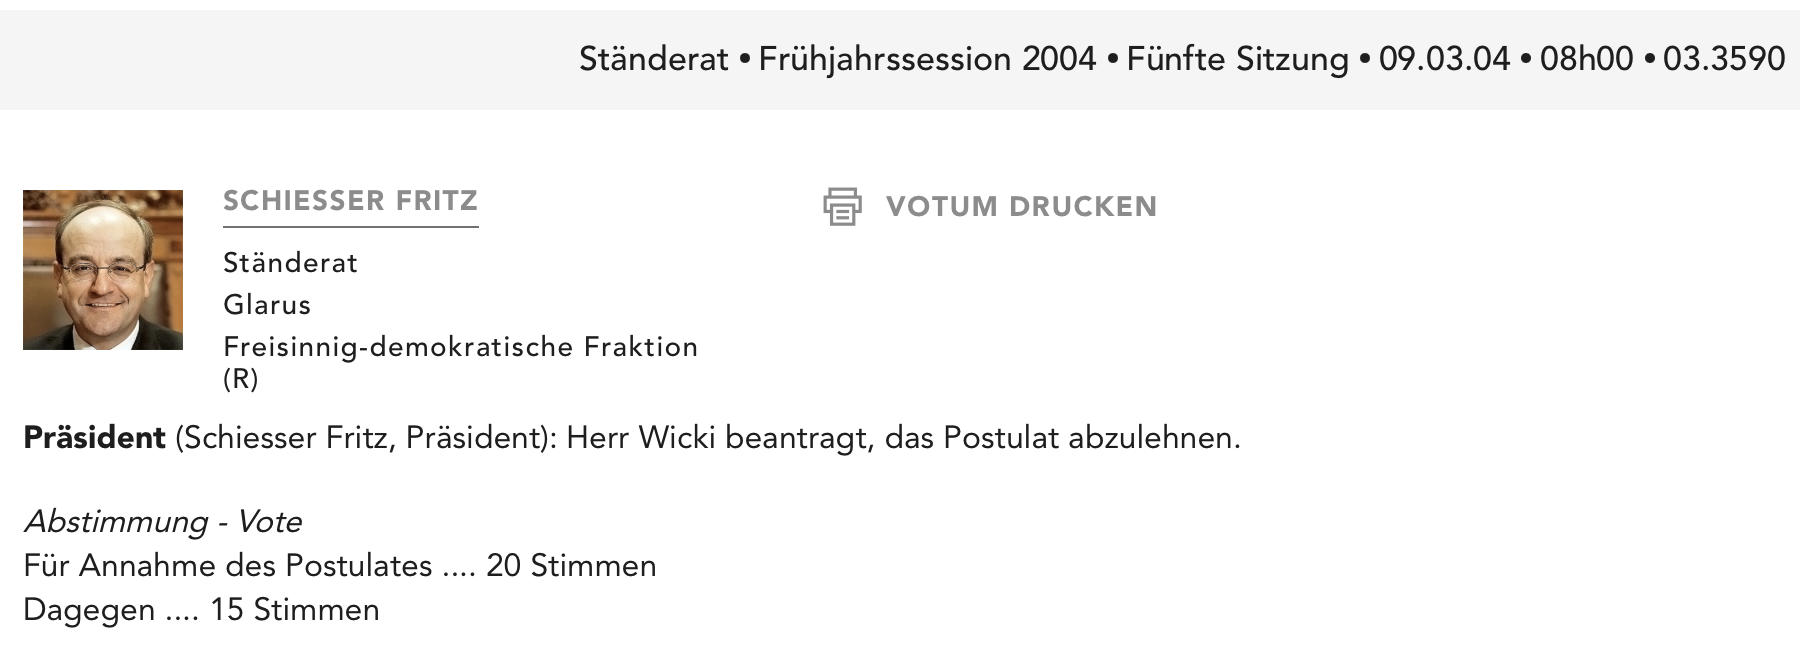 Ständerat • Frühjahrssession 2004 • Fünfte Sitzung • 09.03.04 • 08h00 • 03.3590
SCHIESSER FRITZ
VOTUM DRUCKEN
Ständerat
Glarus
Freisinnig-demokratische Fraktion
(R)
Präsident (Schiesser Fritz, Präsident): Herr Wicki beantragt, das Postulat abzulehnen.
Abstimmung - Vote
Für Annahme des Postulates .... 20 Stimmen
Dagegen .... 15 Stimmen